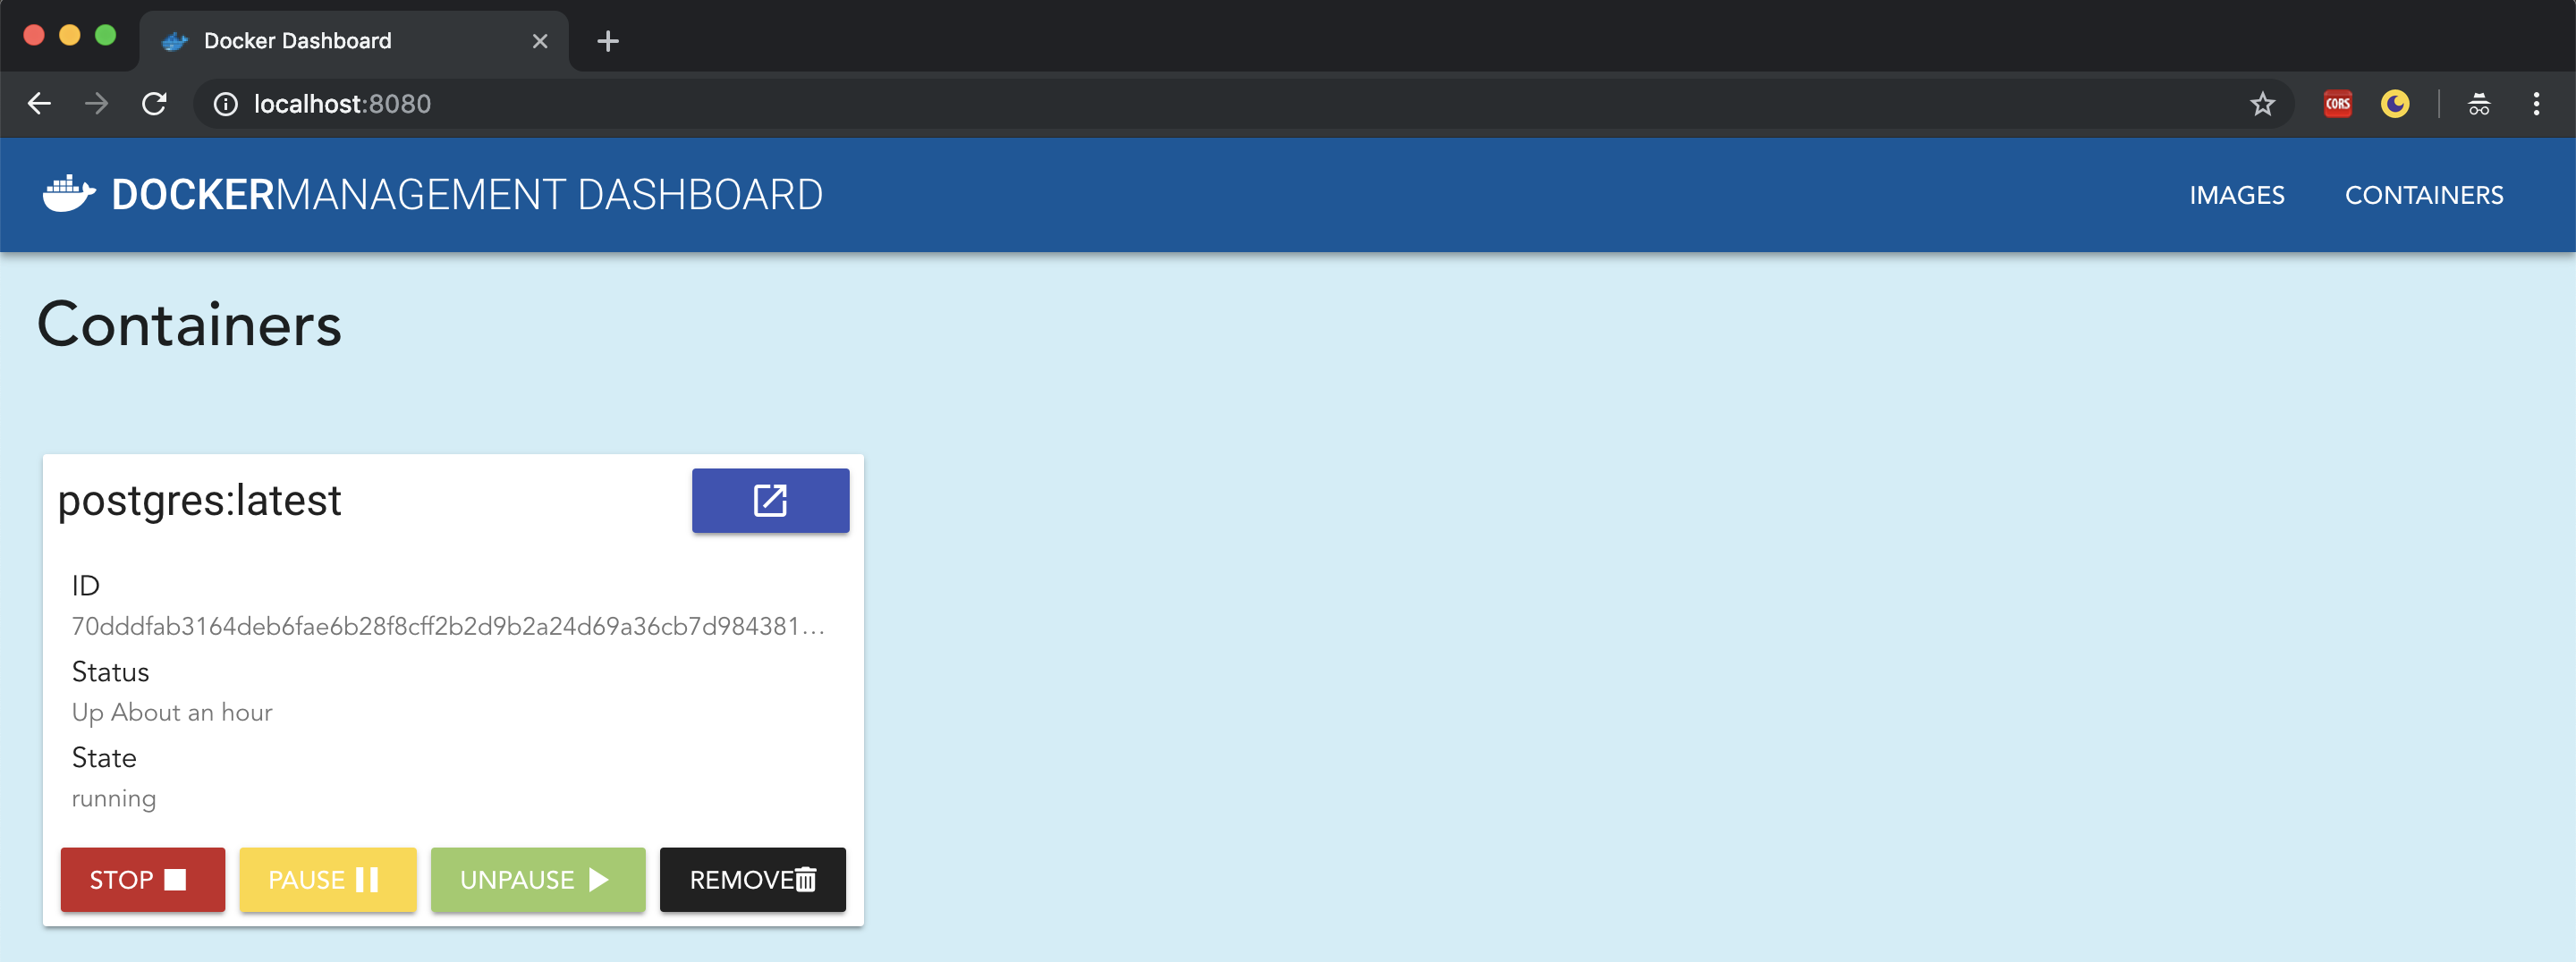 Docker Dashboard
localhost:8080
CORS
DOCKERMANAGEMENT DASHBOARD
IMAGES
CONTAINERS
Containers
postgres:latest
ID
70dddfab3164deb6fae6b28f8cff2b2d9b2a24d69a36cb7d984381...
Status
Up About an hour
State
running
STOP
PAUSE
UNPAUSE
REMOVE